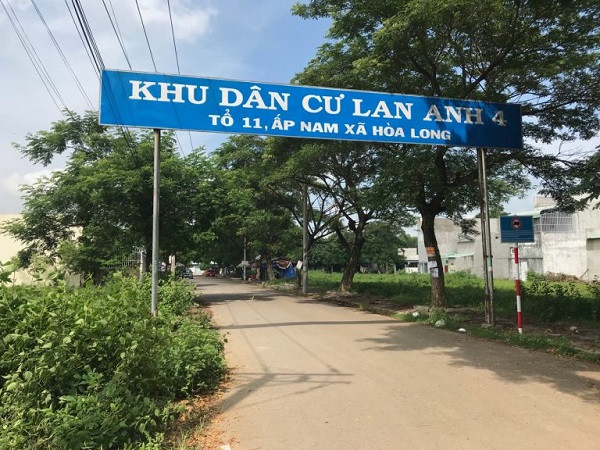 KHU DÂN CƯ LAN ANH 4
TỔ 11, ẤP NAM XÃ HÒA LONG